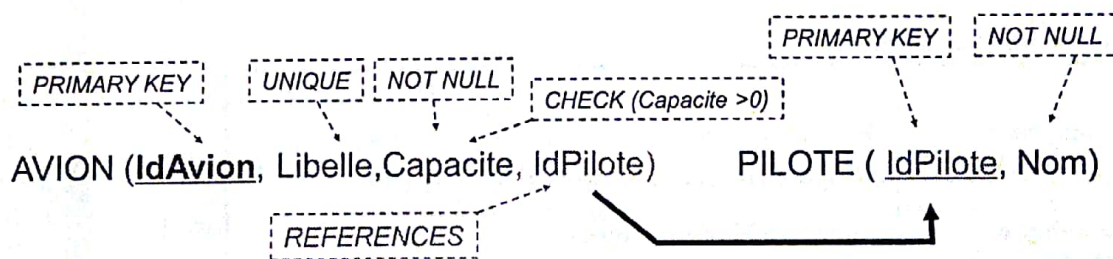 PRIMARY KEY NOT NULL
PRIMARY KEY UNIQUE NOT NULL
CHECK (Capacite >0)
AVION (IdAvion, Libelle,Capacite, IdPilote) PILOTE ( IdPilote, Nom)
REFERENCES